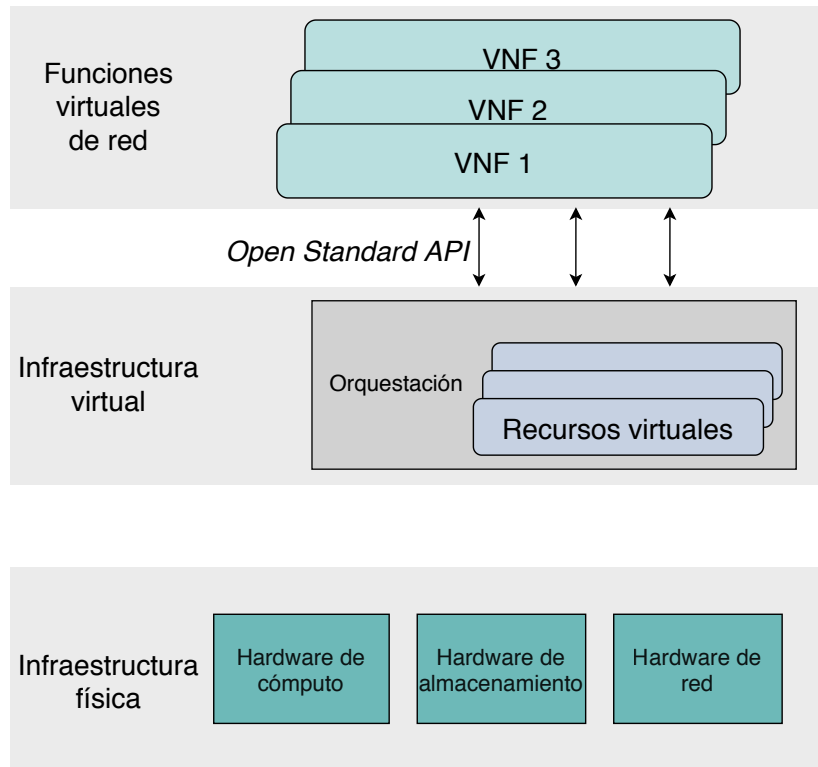 Funciones
virtuales
de red
VNF 3
VNF 2
VNF 1
Open Standard API
Infraestructura
virtual
Orquestación
Recursos virtuales
Infraestructura
física
Hardware de
cómputo
Hardware de
almacenamiento
Hardware de
red